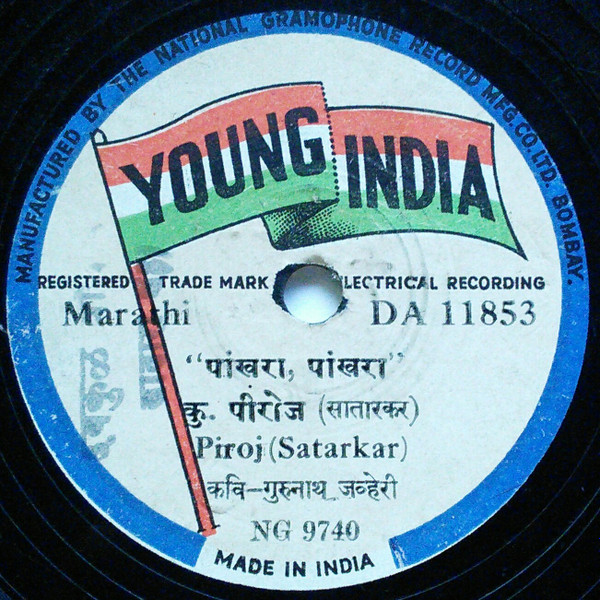 MANUFACTURED BY THE NATIONAL GRAMOPHONE RECORD MFG.CO.LTD. BOMBAY.
YOUNG INDIA
REGISTERED TRADE MARK ELECTRICAL RECORDING
Marathi DA 11853
“पांखरा, पांखरा”
कु. पीरोज (सातारकर)
Piroj (Satarkar)
कवि-गुरुनाथ जव्हेरी
NG 9740
MADE IN INDIA